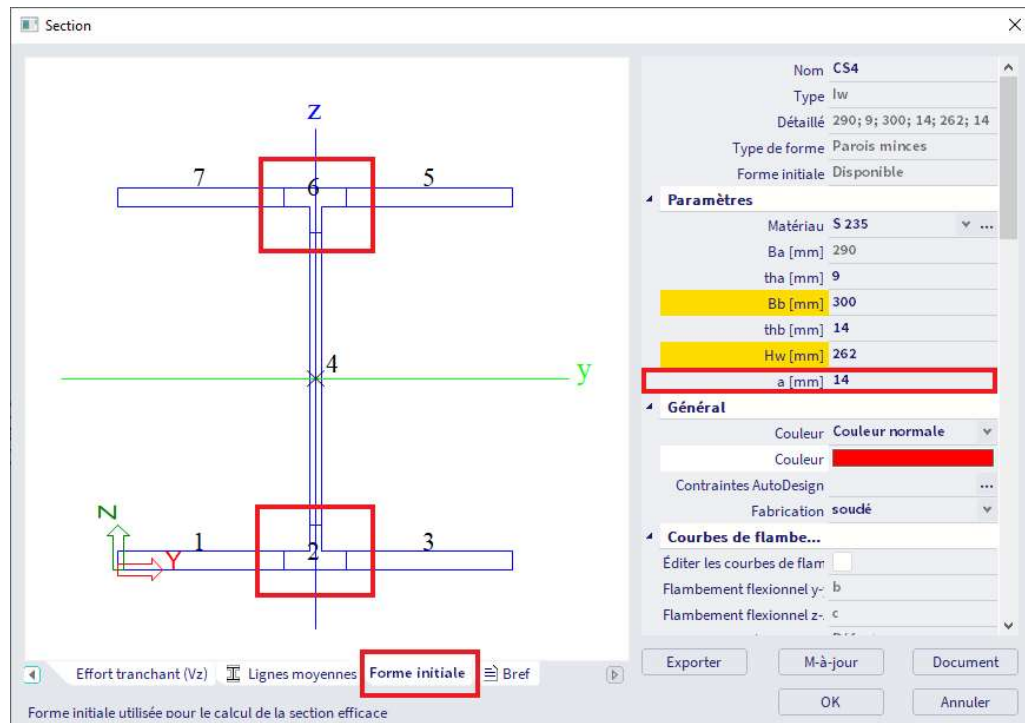 Section
z
7
6
5
4
y
Z
1
2
3
Y
Effort tranchant (Vz)
Lignes moyennes
Forme initiale
Bref
Forme initiale utilisée pour le calcul de la section efficace
Nom CS4
Type Iw
Détaillé 290; 9; 300; 14; 262; 14
Type de forme Parois minces
Forme initiale Disponible
Paramètres
Matériau S 235 ...
Ba [mm] 290
tha [mm] 9
Bb [mm] 300
thb [mm] 14
Hw [mm] 262
a [mm] 14
Général
Couleur Couleur normale
Couleur
Contraintes AutoDesign ...
Fabrication soudé
Courbes de flambe...
Éditer les courbes de flam
Flambement flexionnel y- b
Flambement flexionnel z-. c
Exporter
M-à-jour
Document
OK
Annuler